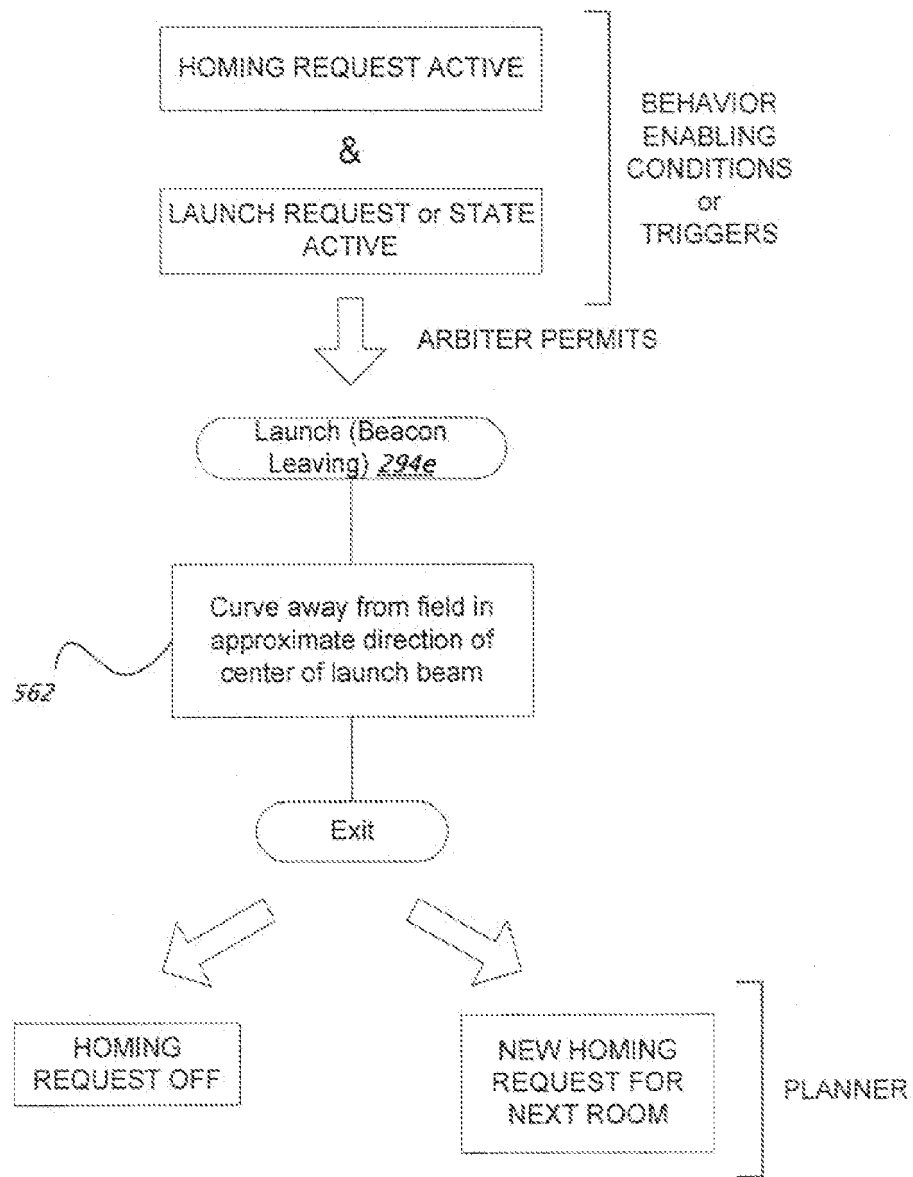 HOMING REQUEST ACTIVE
&
LAUNCH REQUEST or STATE
ACTIVE
BEHAVIOR
ENABLING
CONDITIONS
or
TRIGGERS
ARBITER PERMITS
Launch (Beacon
Leaving) 294e
Curve away from field in
approximate direction of
center of launch beam
562
Exit
HOMING
REQUEST OFF
NEW HOMING
REQUEST FOR
NEXT ROOM
PLANNER